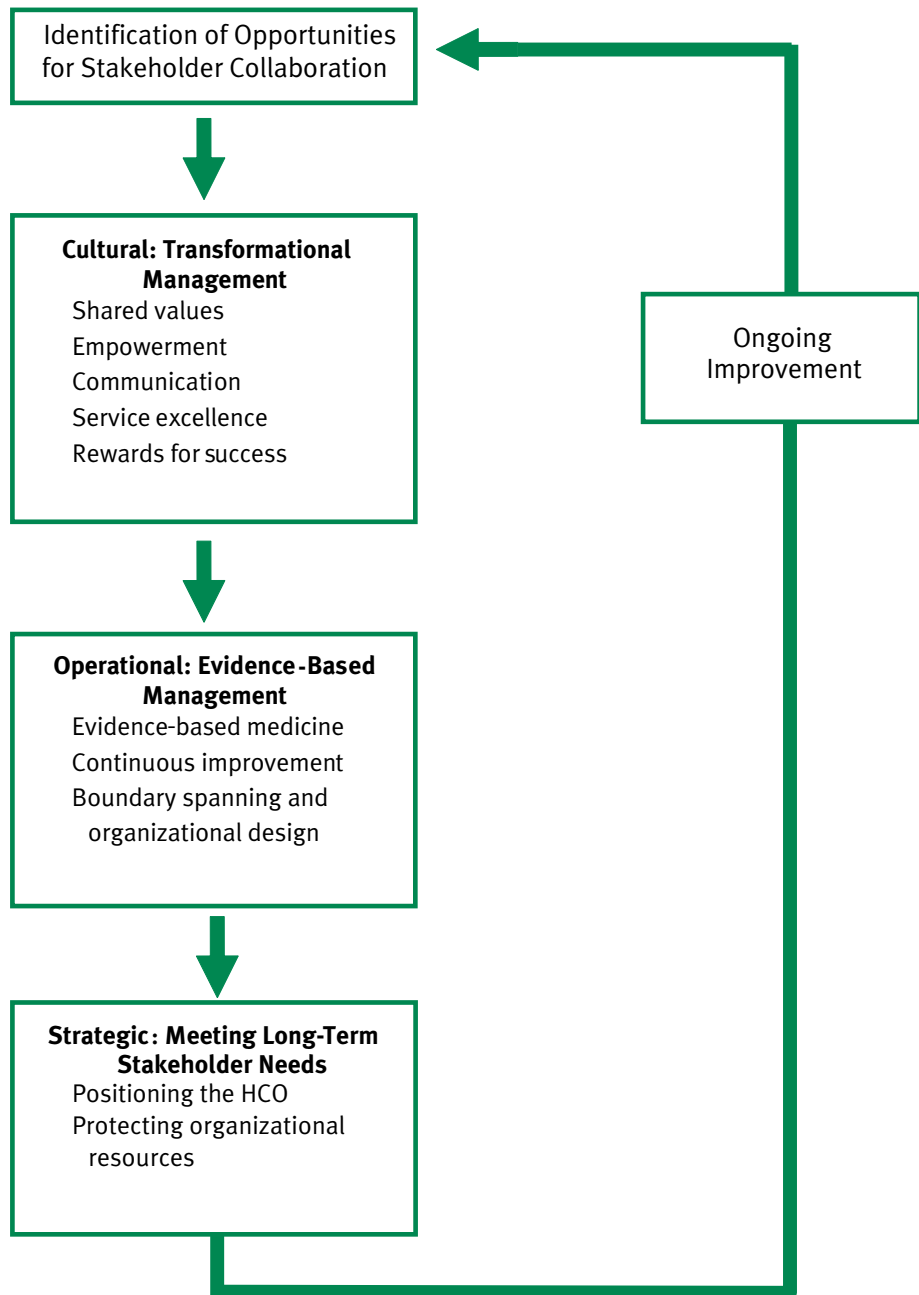 Identification of Opportunities
for Stakeholder Collaboration
Cultural: Transformational
Management
Shared values
Empowerment
Communication
Service excellence
Rewards for success
Operational: Evidence-Based
Management
Evidence-based medicine
Continuous improvement
Boundary spanning and
organizational design
Strategic: Meeting Long-Term
Stakeholder Needs
Positioning the HCO
Protecting organizational
resources
Ongoing
Improvement